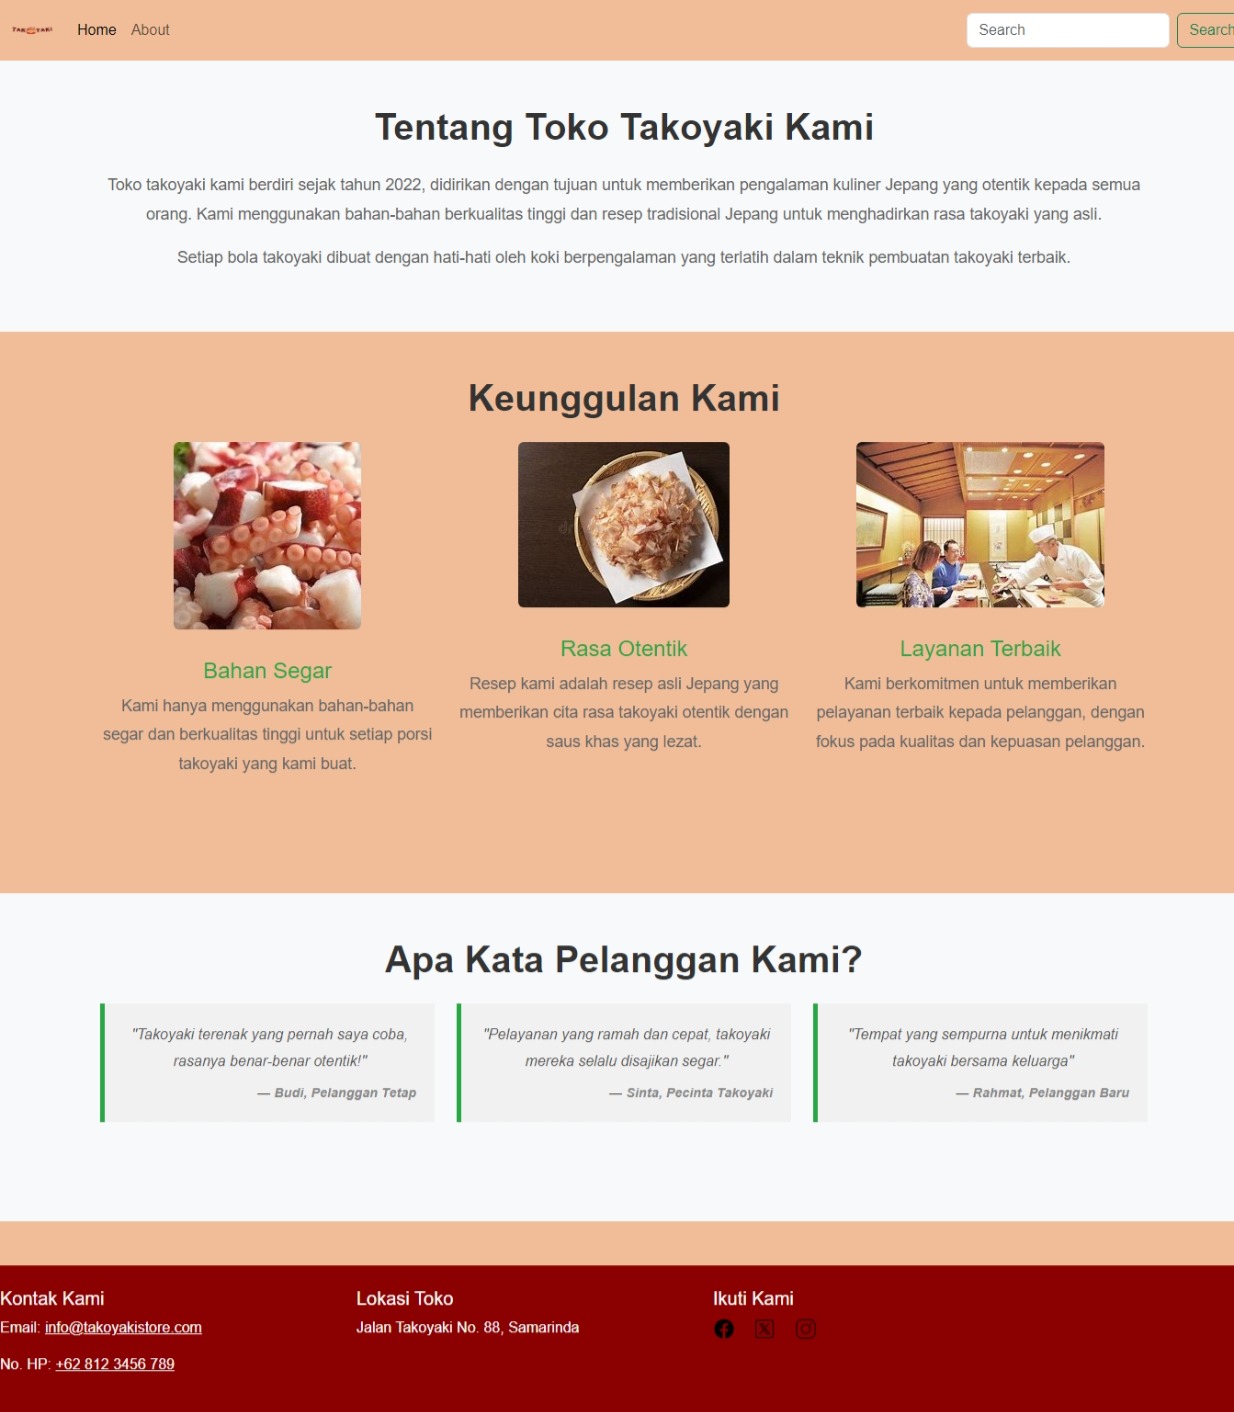 TAKOYAKI
Home
About
Search
Search
Tentang Toko Takoyaki Kami
Toko takoyaki kami berdiri sejak tahun 2022, didirikan dengan tujuan untuk memberikan pengalaman kuliner Jepang yang otentik kepada semua
orang. Kami menggunakan bahan-bahan berkualitas tinggi dan resep tradisional Jepang untuk menghadirkan rasa takoyaki yang asli.
Setiap bola takoyaki dibuat dengan hati-hati oleh koki berpengalaman yang terlatih dalam teknik pembuatan takoyaki terbaik.
Keunggulan Kami
Bahan Segar
Kami hanya menggunakan bahan-bahan
segar dan berkualitas tinggi untuk setiap porsi
takoyaki yang kami buat.
Rasa Otentik
Resep kami adalah resep asli Jepang yang
memberikan cita rasa takoyaki otentik dengan
saus khas yang lezat.
Layanan Terbaik
Kami berkomitmen untuk memberikan
pelayanan terbaik kepada pelanggan, dengan
fokus pada kualitas dan kepuasan pelanggan.
Apa Kata Pelanggan Kami?
"Takoyaki terenak yang pernah saya coba,
rasanya benar-benar otentik!"
— Budi, Pelanggan Tetap
"Pelayanan yang ramah dan cepat, takoyaki
mereka selalu disajikan segar."
— Sinta, Pecinta Takoyaki
"Tempat yang sempurna untuk menikmati
takoyaki bersama keluarga"
— Rahmat, Pelanggan Baru
Kontak Kami
Email: info@takoyakistore.com
No. HP: +62 812 3456 789
Lokasi Toko
Jalan Takoyaki No. 88, Samarinda
Ikuti Kami